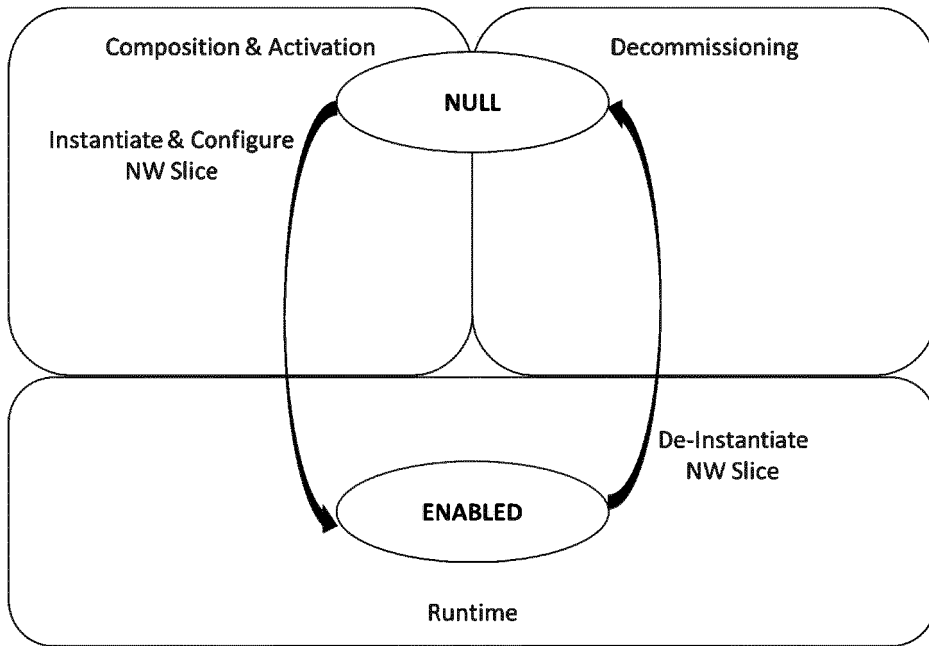 Composition & Activation
Decommissioning
NULL
Instantiate & Configure
NW Slice
De-Instantiate
NW Slice
ENABLED
Runtime